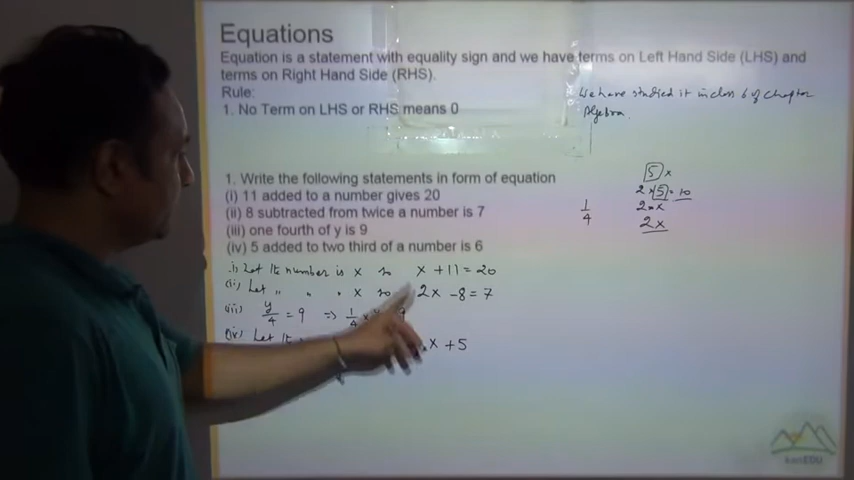 Equations
Equation is a statement with equality sign and we have terms on Left Hand Side (LHS) and
terms on Right Hand Side (RHS).
Rule:
We have studied it in class 6 of chapter
1. No Term on LHS or RHS means 0
Algebra.
1. Write the following statements in form of equation
(i) 11 added to a number gives 20
(ii) 8 subtracted from twice a number is 7
(iii) one fourth of y is 9
(iv) 5 added to two third of a number is 6
5 x
2 x 5 = 10
2 x
2x
1/4
i) Let the number is x so x + 11 = 20
(ii) Let " " " x so 2x - 8 = 7
(iii) y/4 = 9 => 1/4 x 9
(iv) Let x + 5